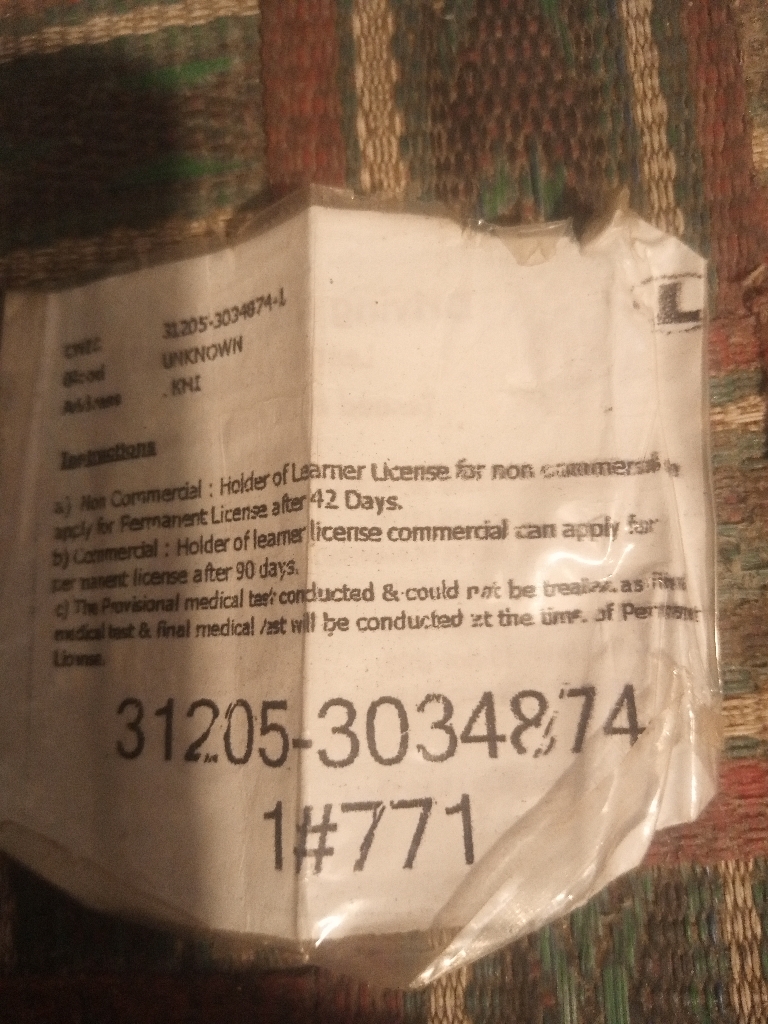 L
CNIC 31205-3034874-1
Blood UNKNOWN
Address . KHI
Instructions
a) Non Commercial : Holder of Learner License for non commercial
apply for Permanent License after 42 Days.
b) Commercial : Holder of learner license commercial can apply for
permanent license after 90 days.
c) The Provisional medical test conducted & could not be treated as
medical test & final medical test will be conducted at the time of Permanent
License.
31205-3034874
1#771